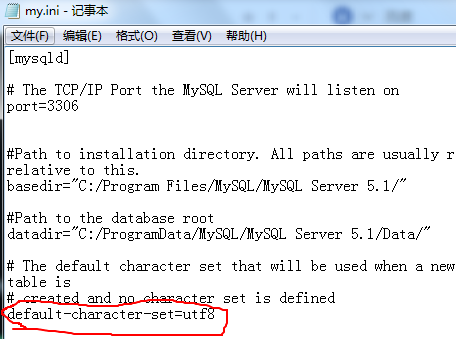 my.ini - 记事本
文件(F) 编辑(E) 格式(O) 查看(V) 帮助(H)
[mysqld]
# The TCP/IP Port the MySQL Server will listen on
port=3306
#Path to installation directory. All paths are usually r
relative to this.
basedir="C:/Program Files/MySQL/MySQL Server 5.1/"
#Path to the database root
datadir="C:/ProgramData/MySQL/MySQL Server 5.1/Data/"
# The default character set that will be used when a new
table is
# created and no character set is defined
default-character-set=utf8